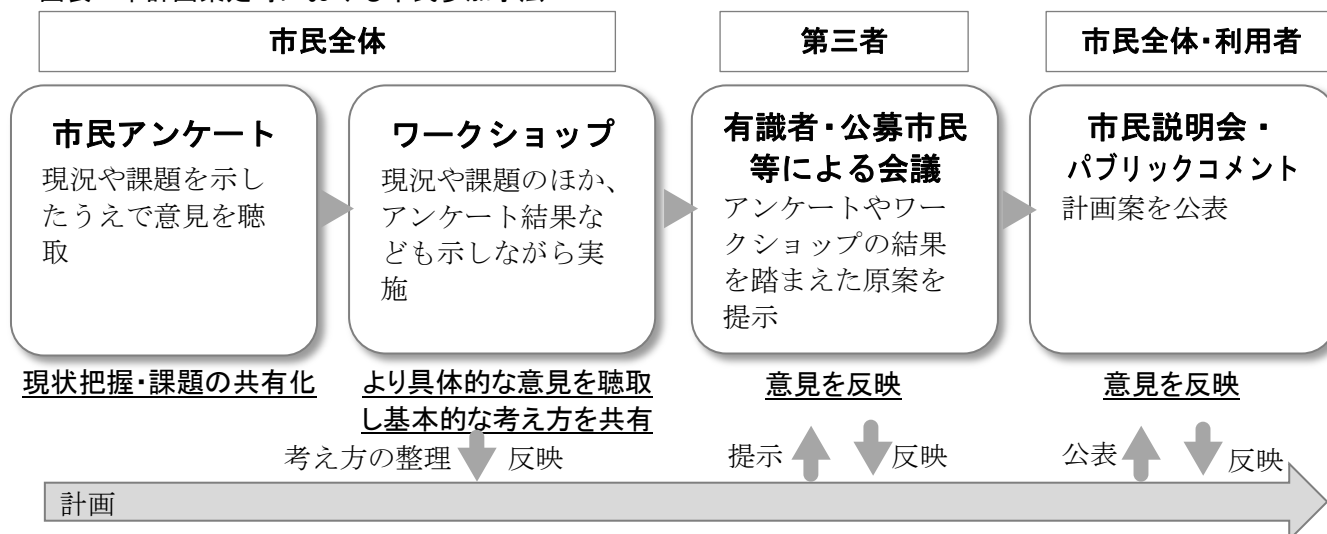 市民全体
第三者
市民全体・利用者
市民アンケート
現況や課題を示し
たうえで意見を聴
取
ワークショップ
現況や課題のほか、
アンケート結果な
ども示しながら実
施
有識者・公募市民
等による会議
アンケートやワー
クショップの結果
を踏まえた原案を
提示
市民説明会・
パブリックコメント
計画案を公表
現状把握・課題の共有化
より具体的な意見を聴取
し基本的な考え方を共有
意見を反映
意見を反映
考え方の整理
反映
提示
反映
公表
反映
計画